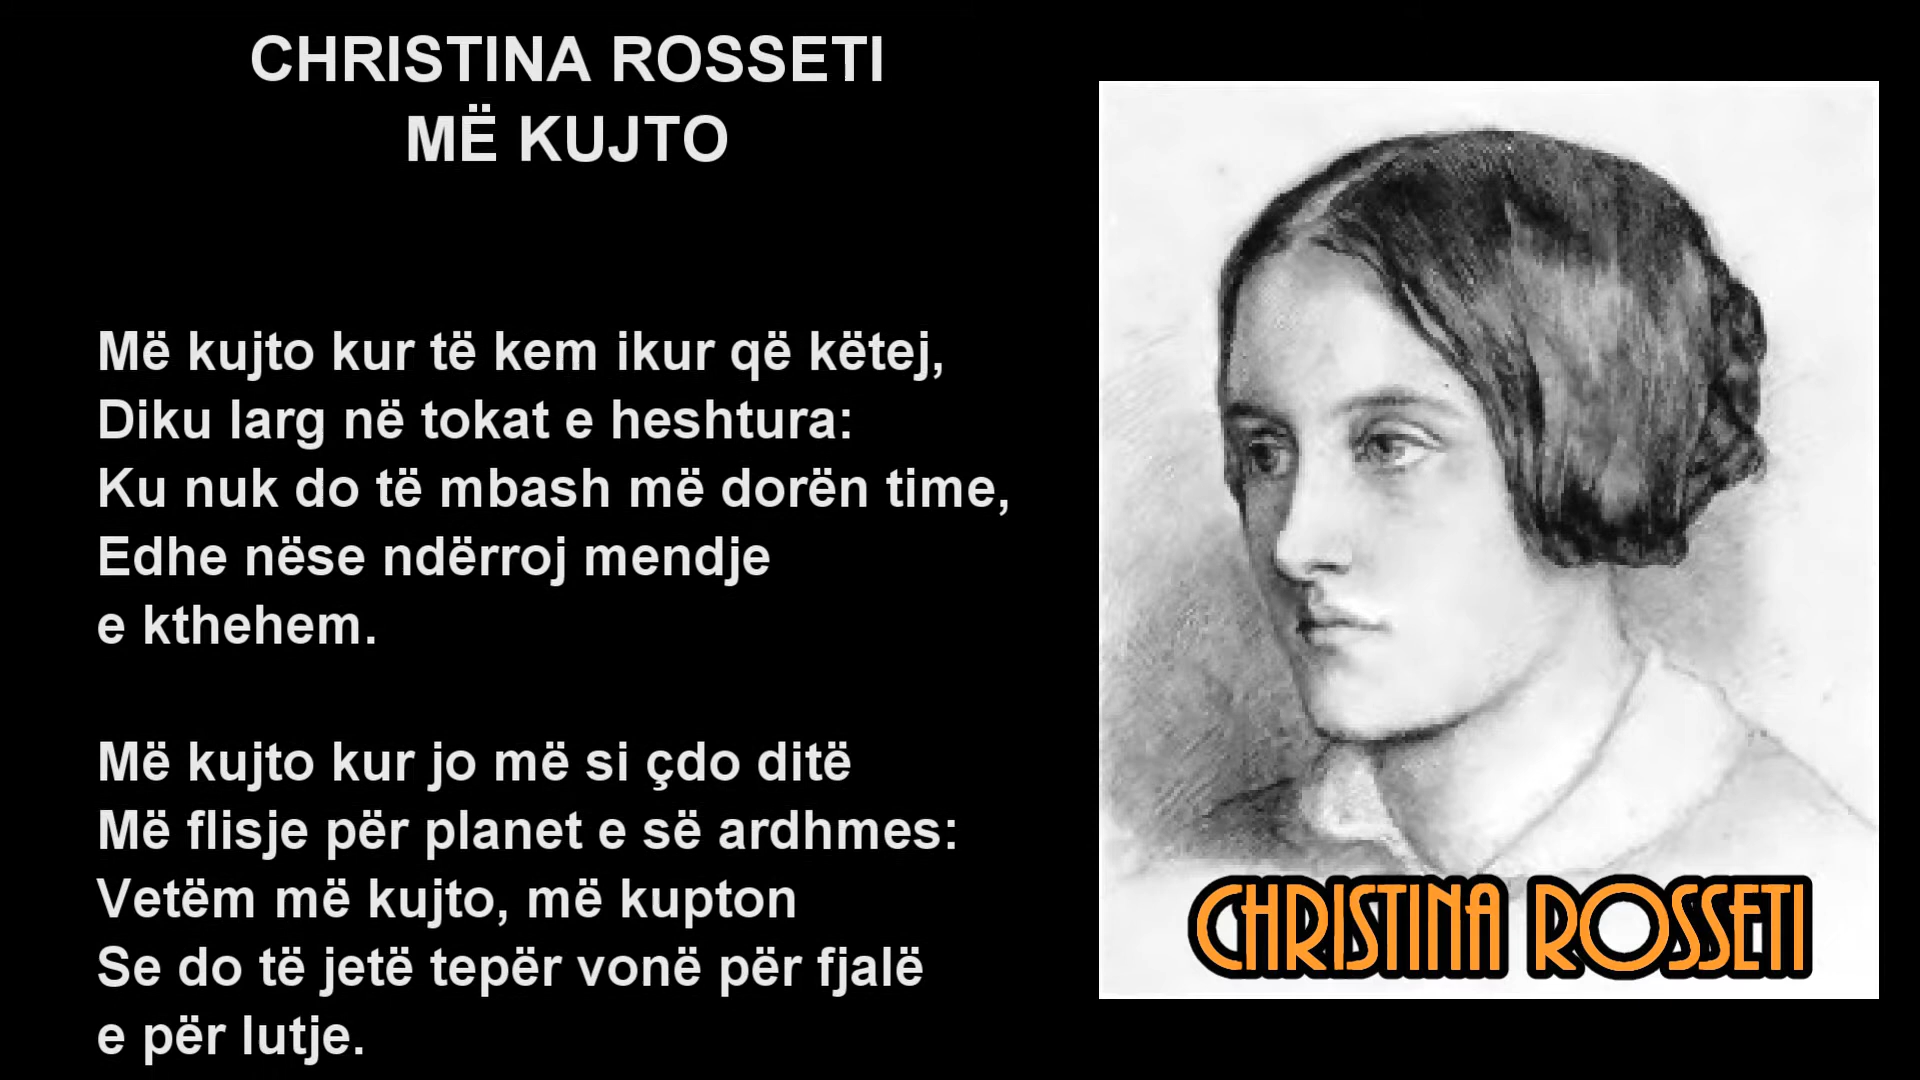 CHRISTINA ROSSETI
MË KUJTO
Më kujto kur të kem ikur që këtej,
Diku larg në tokat e heshtura:
Ku nuk do të mbash më dorën time,
Edhe nëse ndërroj mendje
e kthehem.
Më kujto kur jo më si çdo ditë
Më flisje për planet e së ardhmes:
Vetëm më kujto, më kupton
Se do të jetë tepër vonë për fjalë
e për lutje.
CHRISTINA ROSSETI